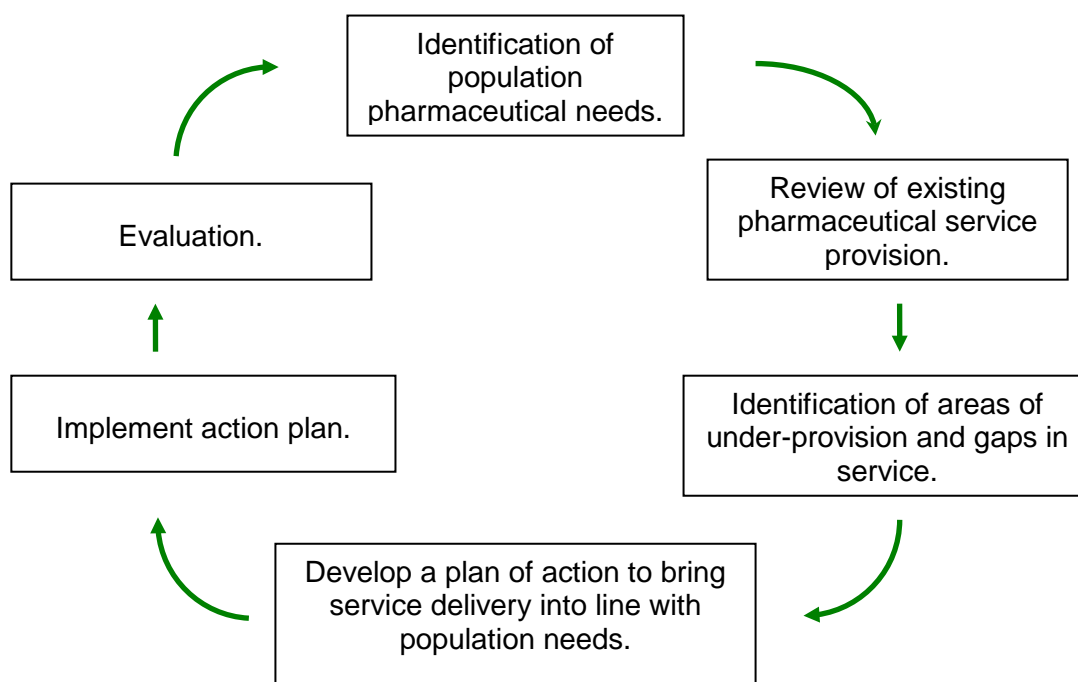 Identification of
population
pharmaceutical needs.
Review of existing
pharmaceutical service
provision.
Identification of areas of
under-provision and gaps in
service.
Develop a plan of action to bring
service delivery into line with
population needs.
Implement action plan.
Evaluation.